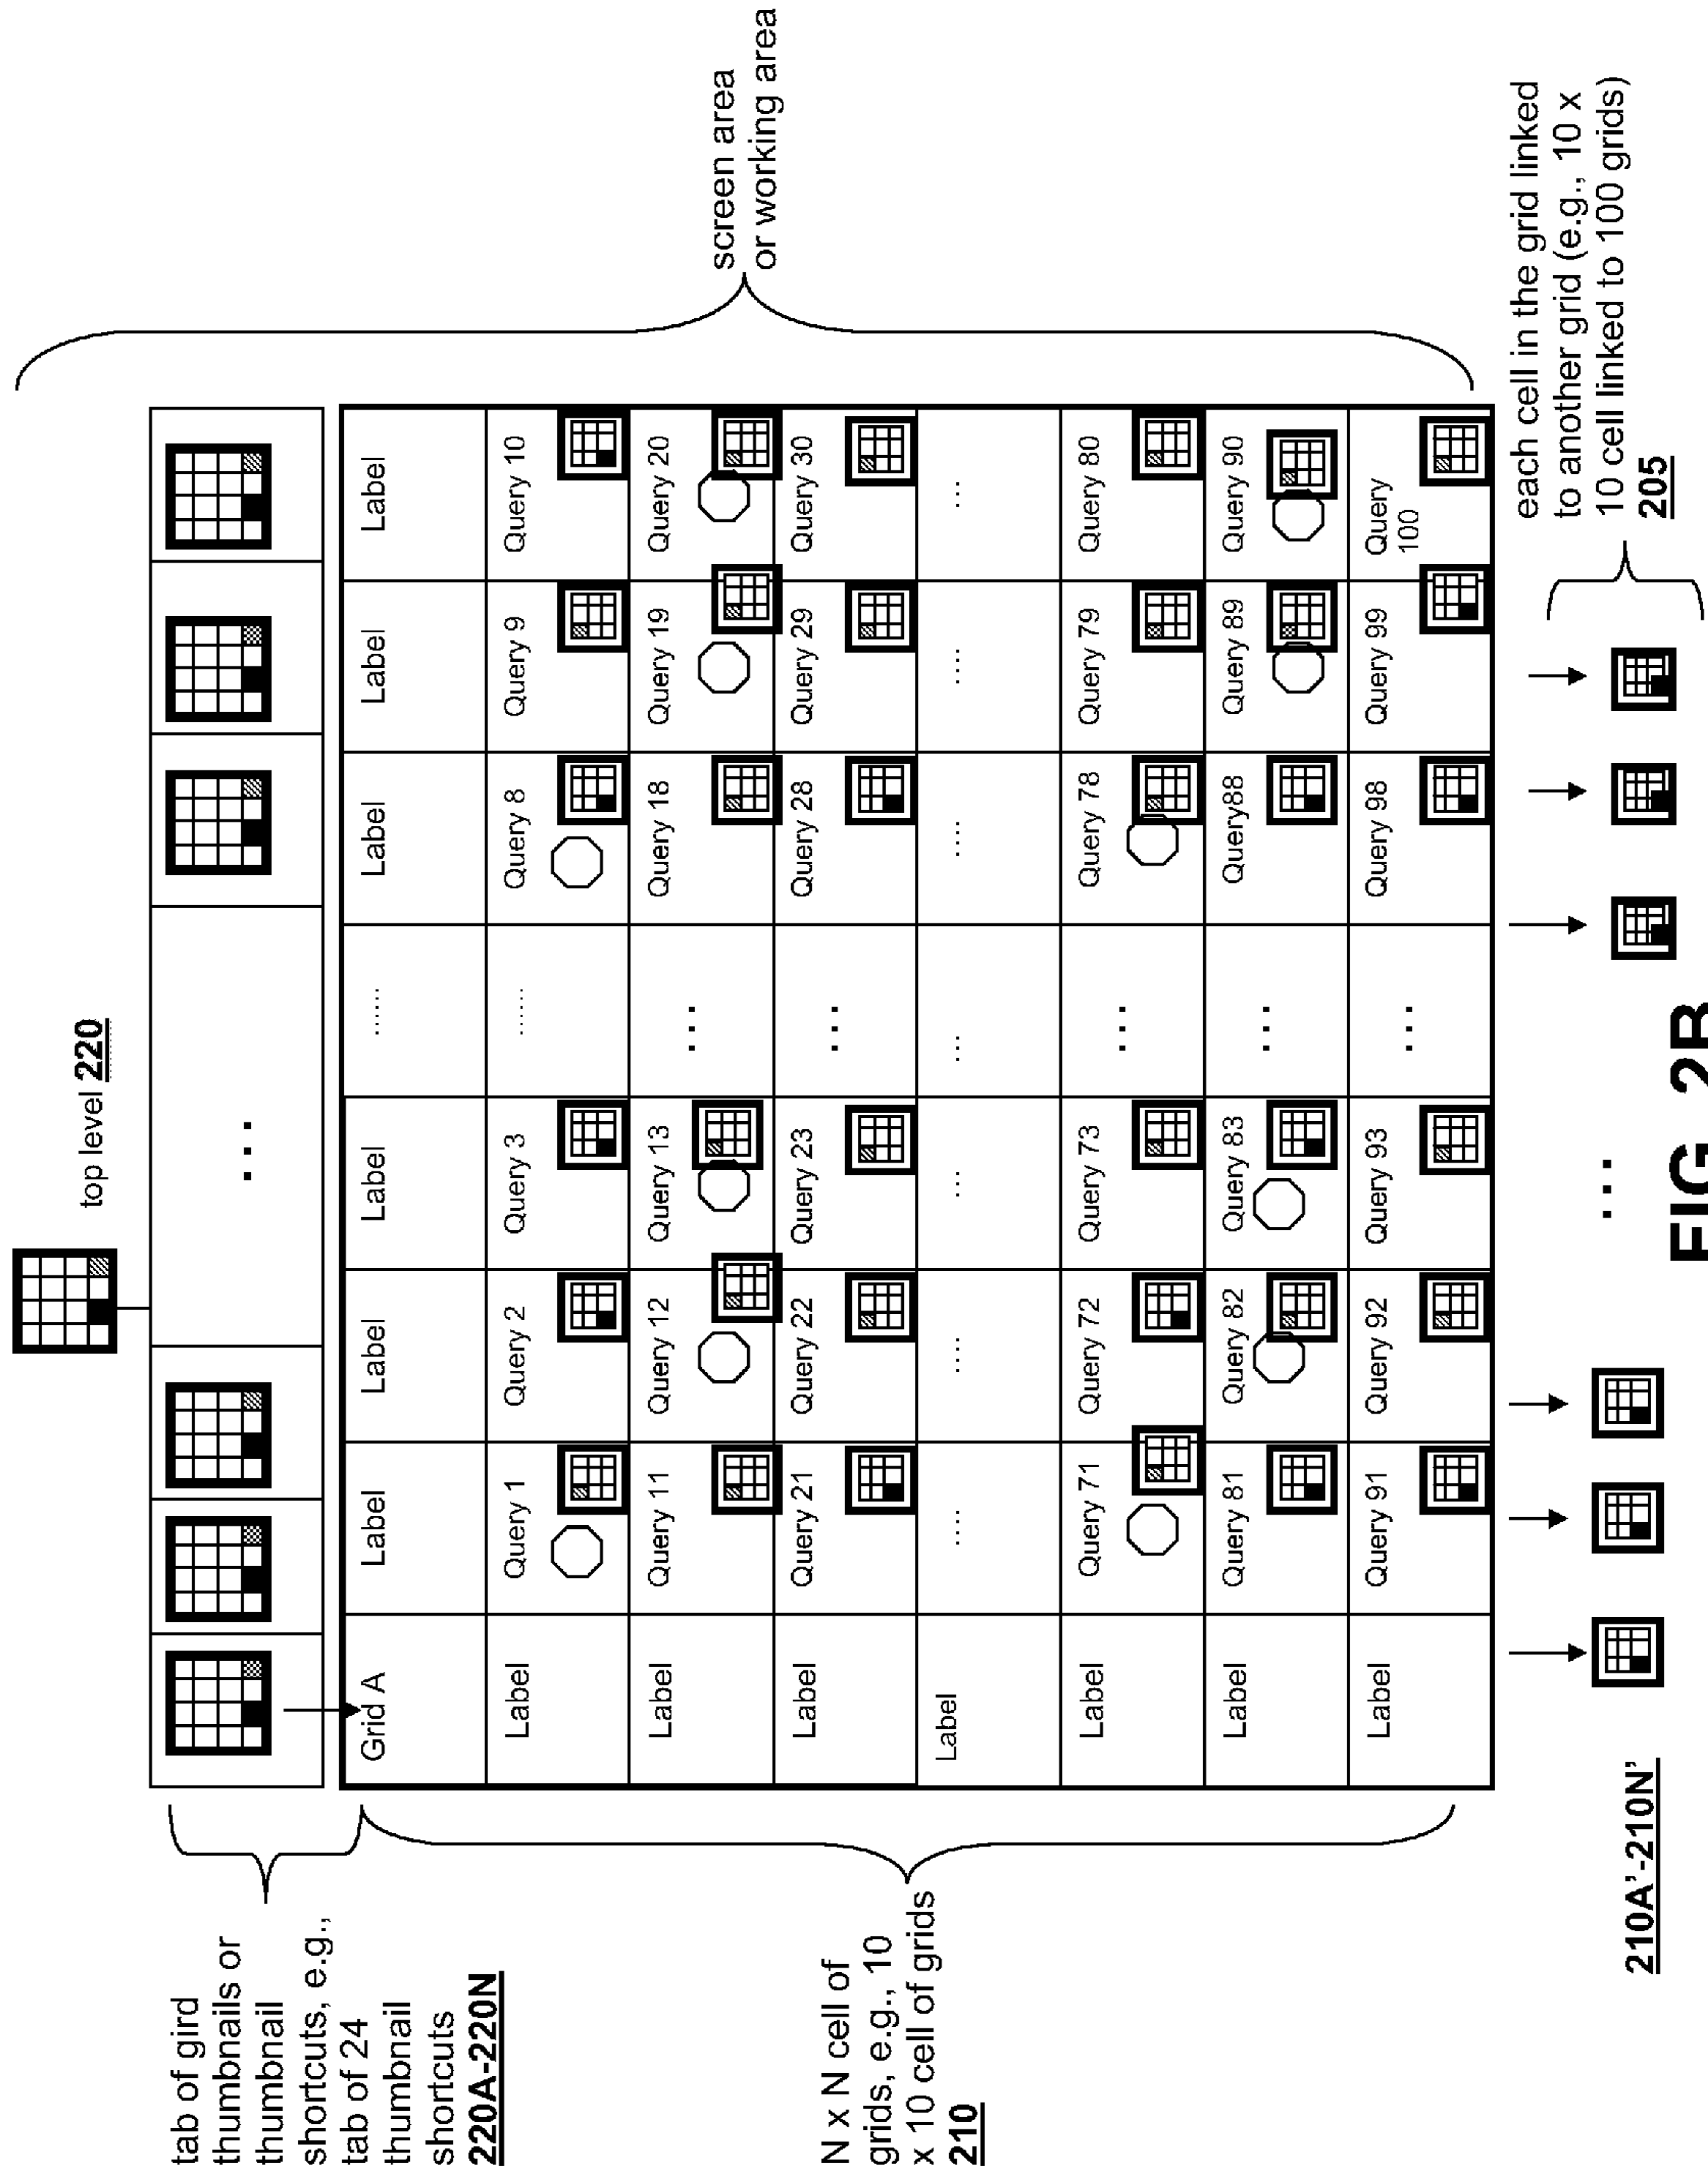 top level 220
tab of gird
thumbnails or
thumbnail
shortcuts, e.g.,
tab of 24
thumbnail
shortcuts
220A-220N
...
Grid A
Label
Label
Label
......
Label
Label
Label
Label
Query 1
Query 2
Query 3
......
Query 8
Query 9
Query 10
Label
Query 11
Query 12
Query 13
...
Query 18
Query 19
Query 20
Label
Query 21
Query 22
Query 23
...
Query 28
Query 29
Query 30
Label
....
....
...
...
....
....
...
Label
Query 71
Query 72
Query 73
...
Query 78
Query 79
Query 80
Label
Query 81
Query 82
Query 83
...
Query88
Query 89
Query 90
Label
Query 91
Query 92
Query 93
...
Query 98
Query 99
Query
100
N x N cell of
grids, e.g., 10
x 10 cell of grids
210
screen area
or working area
210A'-210N'
...
each cell in the grid linked
to another grid (e.g., 10 x
10 cell linked to 100 grids)
205
FIG. 2B